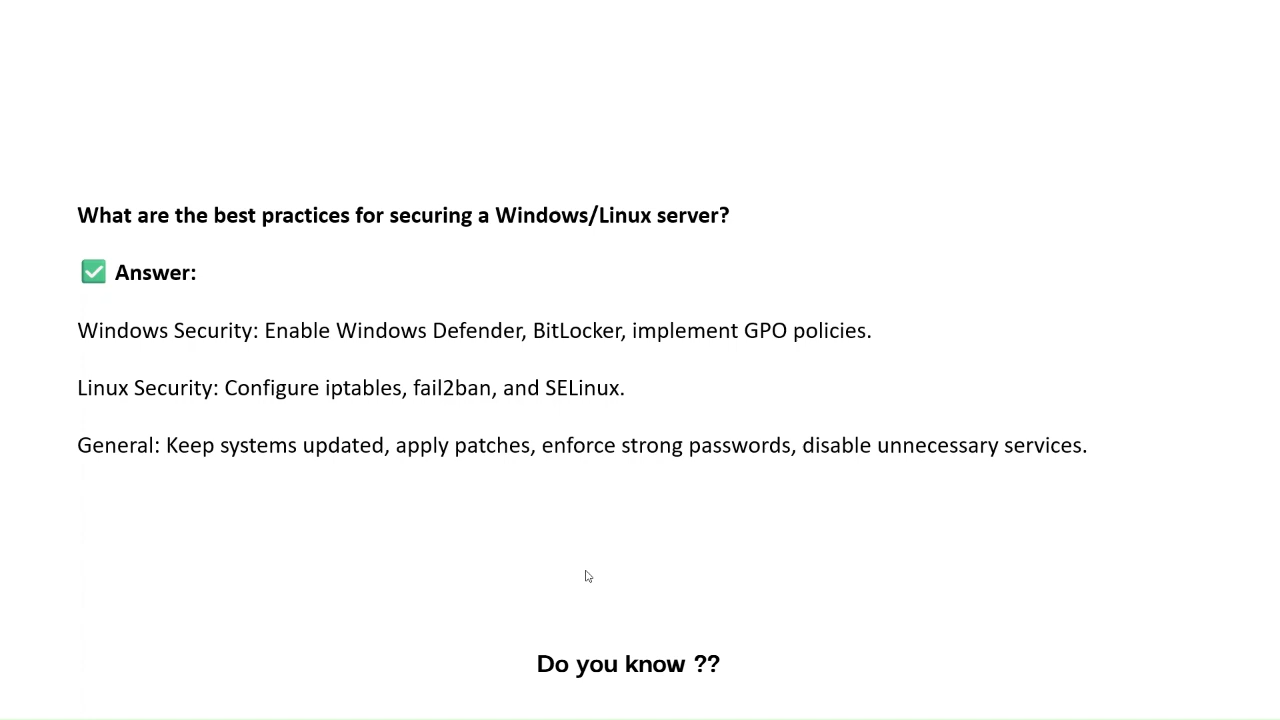 What are the best practices for securing a Windows/Linux server?
✅ Answer:
Windows Security: Enable Windows Defender, BitLocker, implement GPO policies.
Linux Security: Configure iptables, fail2ban, and SELinux.
General: Keep systems updated, apply patches, enforce strong passwords, disable unnecessary services.
Do you know ??